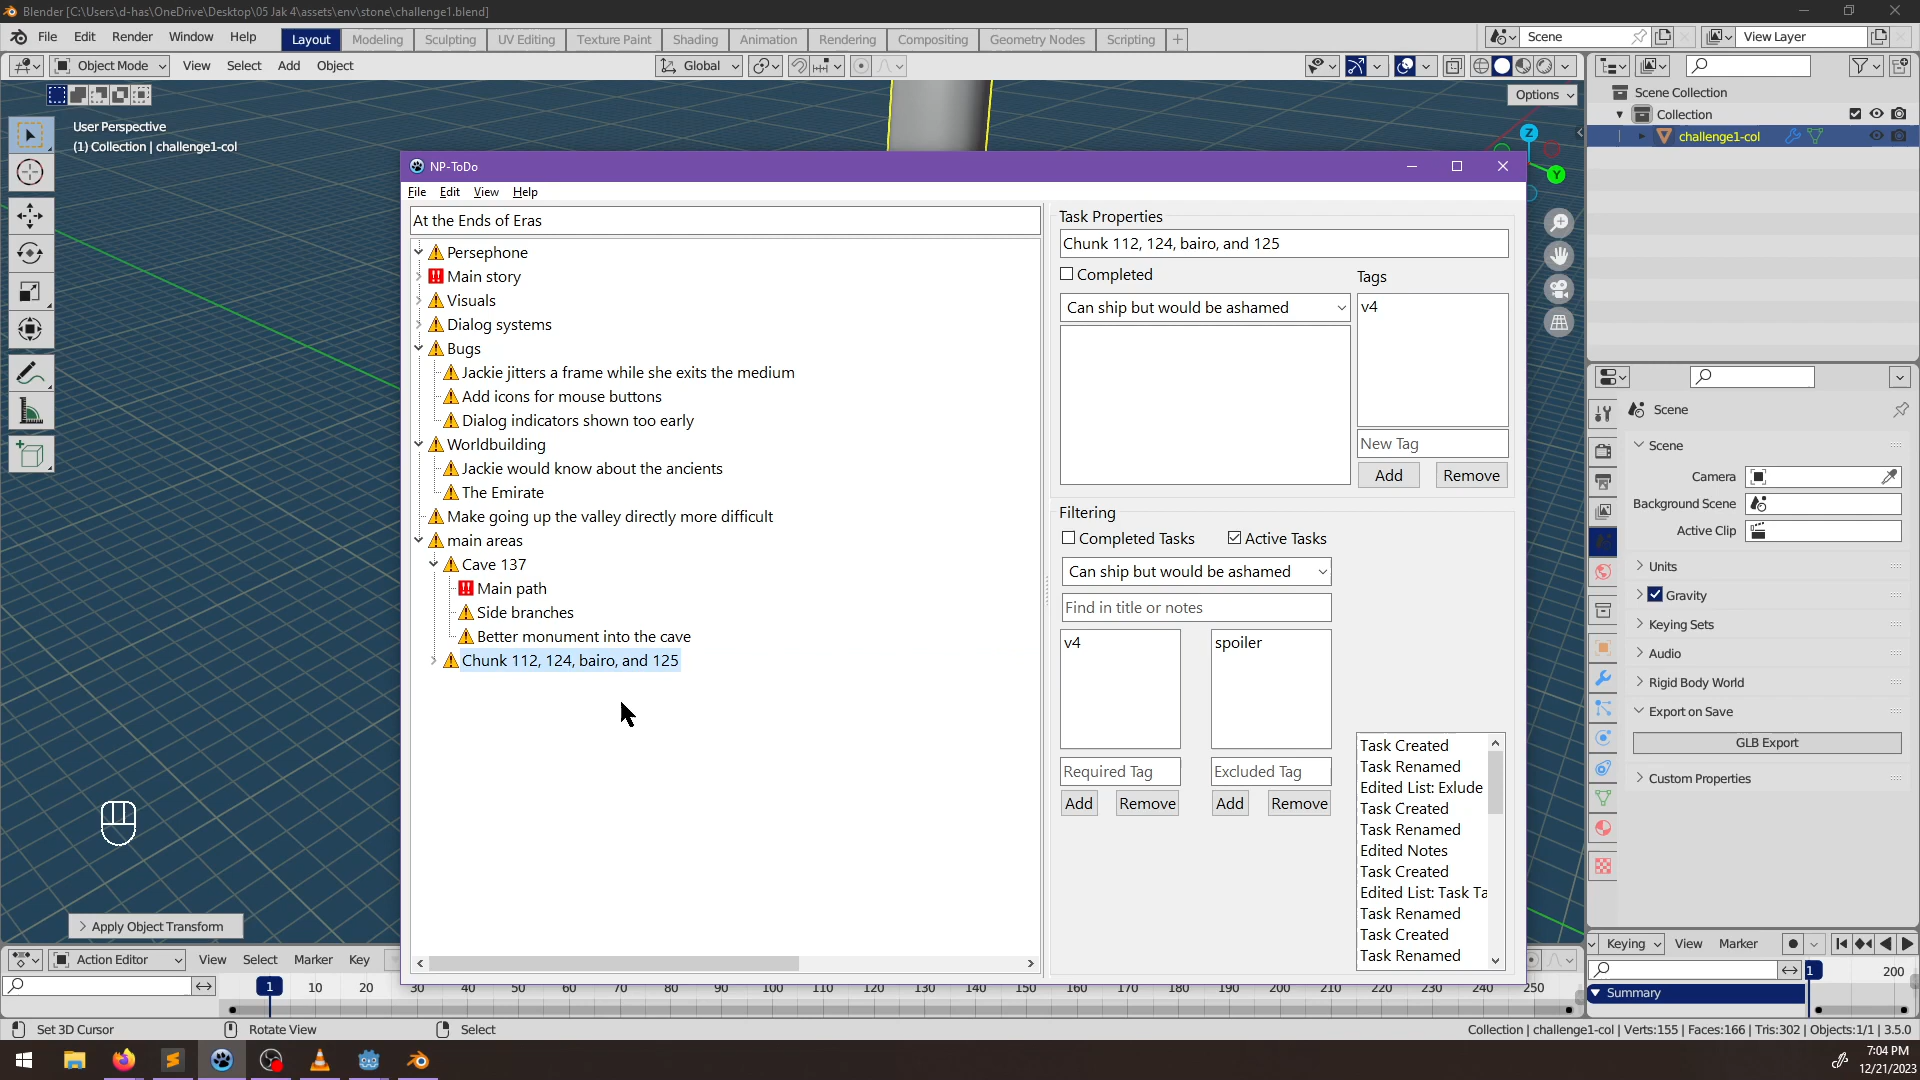 Blender [C:\Users\d-has\OneDrive\Desktop\05 Jak 4\assets\env\stone\challenge1.blend]
File Edit Render Window Help Layout Modeling Sculpting UV Editing Texture Paint Shading Animation Rendering Compositing Geometry Nodes Scripting + Scene View Layer
Object Mode View Select Add Object Global
Options
User Perspective
(1) Collection | challenge1-col
Z
Y
Scene Collection
Collection
challenge1-col
NP-ToDo
File Edit View Help
At the Ends of Eras
Persephone
Main story
Visuals
Dialog systems
Bugs
Jackie jitters a frame while she exits the medium
Add icons for mouse buttons
Dialog indicators shown too early
Worldbuilding
Jackie would know about the ancients
The Emirate
Make going up the valley directly more difficult
main areas
Cave 137
Main path
Side branches
Better monument into the cave
Chunk 112, 124, bairo, and 125
Task Properties
Chunk 112, 124, bairo, and 125
Completed
Tags
Can ship but would be ashamed
v4
New Tag
Add Remove
Filtering
Completed Tasks Active Tasks
Can ship but would be ashamed
Find in title or notes
v4
spoiler
Required Tag Excluded Tag
Add Remove Add Remove
Task Created
Task Renamed
Edited List: Exlude
Task Created
Task Renamed
Edited Notes
Task Created
Edited List: Task Ta
Task Renamed
Task Created
Task Renamed
Scene
Scene
Camera
Background Scene
Active Clip
Units
Gravity
Keying Sets
Audio
Rigid Body World
Export on Save
GLB Export
Custom Properties
Apply Object Transform
Action Editor View Select Marker Key
Keying View Marker
1 10 20 30 40 50 60 70 80 90 100 110 120 130 140 150 160 170 180 190 200 210 220 230 240 250
1 200
Summary
Set 3D Cursor Rotate View Select
Collection | challenge1-col | Verts:155 | Faces:166 | Tris:302 | Objects:1/1 | 3.5.0
7:04 PM
12/21/2023